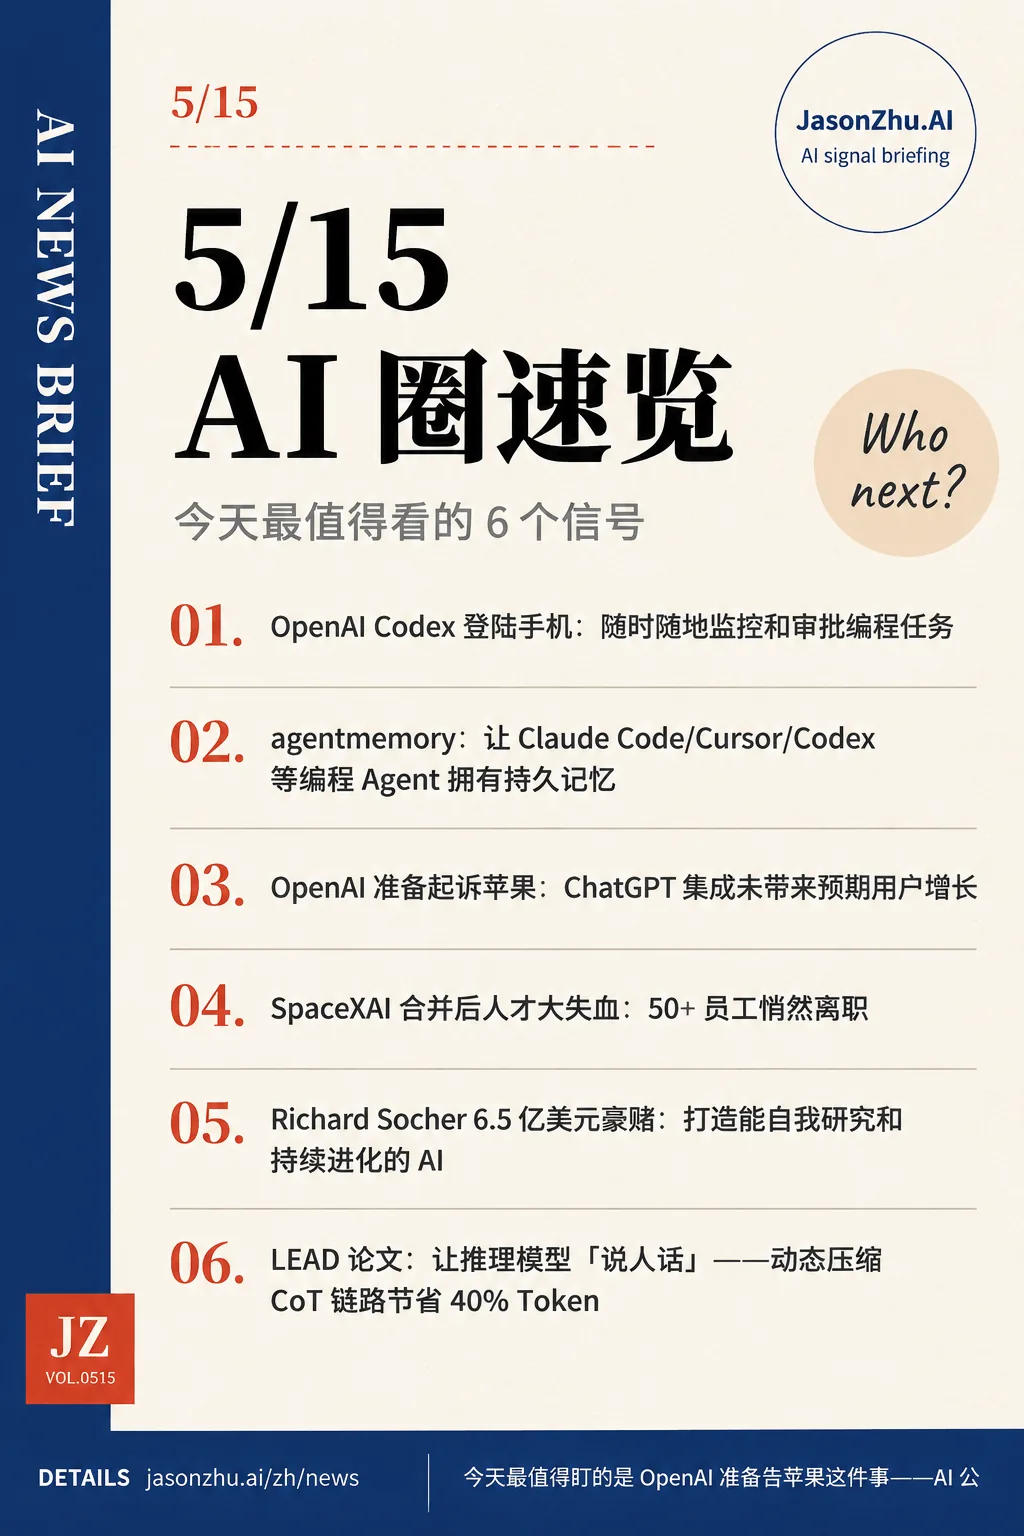 AI NEWS BRIEF
5/15
JasonZhu.AI
AI signal briefing
5/15
AI 圈速览
Who
next?
今天最值得看的 6 个信号
01.
OpenAI Codex 登陆手机：随时随地监控和审批编程任务
02.
agentmemory：让 Claude Code/Cursor/Codex
等编程 Agent 拥有持久记忆
03.
OpenAI 准备起诉苹果：ChatGPT 集成未带来预期用户增长
04.
SpaceXAI 合并后人才大失血：50+ 员工悄然离职
05.
Richard Socher 6.5 亿美元豪赌：打造能自我研究和
持续进化的 AI
06.
LEAD 论文：让推理模型「说人话」——动态压缩
CoT 链路节省 40% Token
JZ
VOL.0515
DETAILS jasonzhu.ai/zh/news
今天最值得盯的是 OpenAI 准备告苹果这件事——AI 公